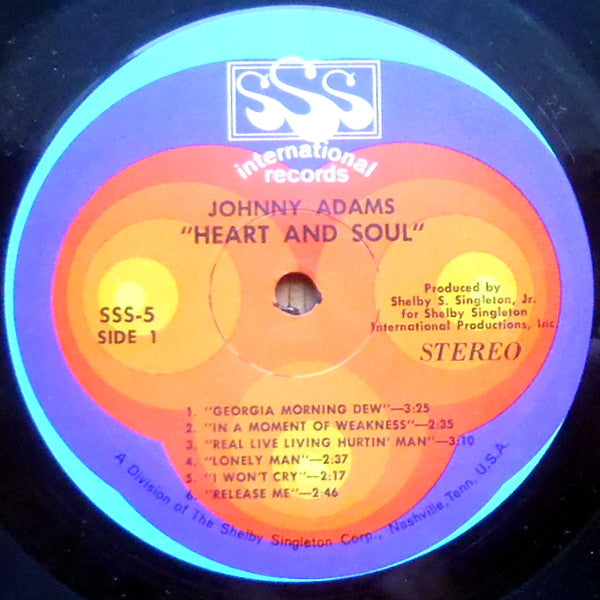 SSS
international
records
JOHNNY ADAMS
"HEART AND SOUL"
SSS-5
SIDE 1
Produced by
Shelby S. Singleton, Jr.
for Shelby Singleton
International Productions, Inc.
STEREO
1. "GEORGIA MORNING DEW"—3:25
2. "IN A MOMENT OF WEAKNESS"—2:35
3. "REAL LIVE LIVING HURTIN' MAN"—3:10
4. "LONELY MAN"—2:37
5. "I WON'T CRY"—2:17
6. "RELEASE ME"—2:46
A Division of The Shelby Singleton Corp., Nashville, Tenn. U.S.A.